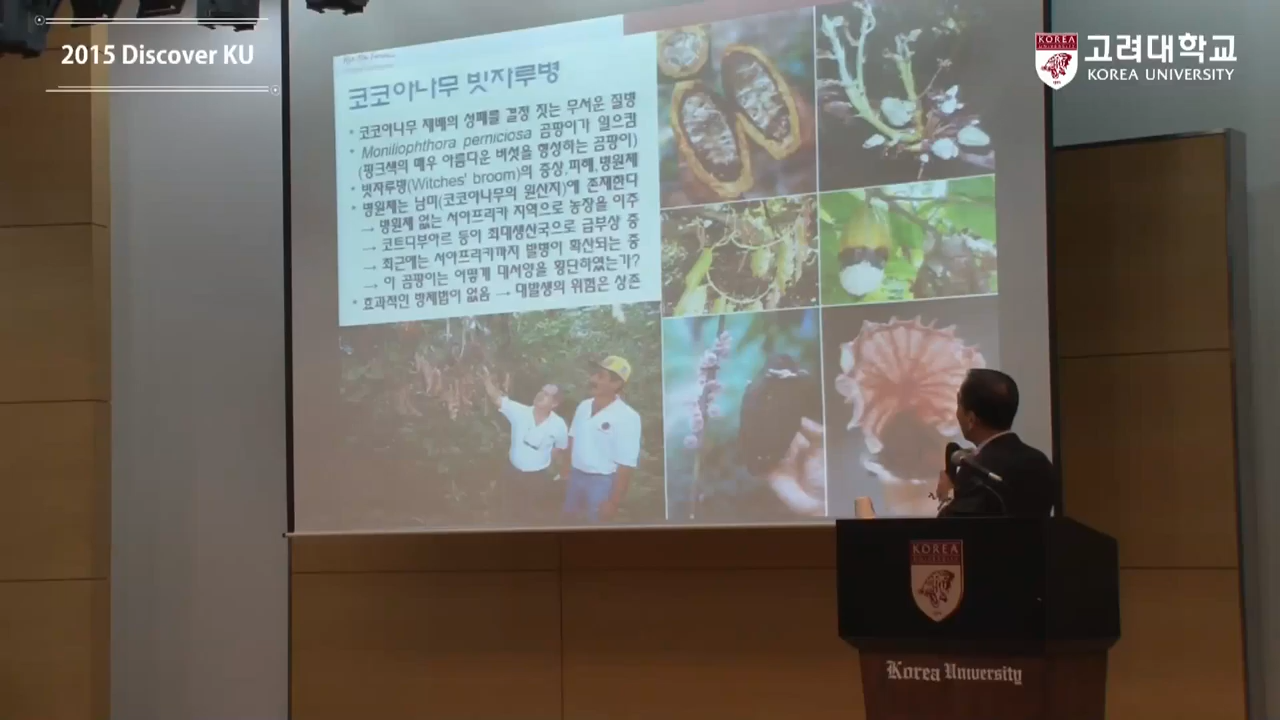 2015 Discover KU
KOREA
고려대학교
KOREA UNIVERSITY
코코아나무 빗자루병
* 코코아나무 재배의 성패를 결정 짓는 무서운 질병
* Moniliophthora perniciosa 곰팡이가 일으킴
(핑크색의 매우 아름다운 버섯을 형성하는 곰팡이)
* 빗자루병(Witches' broom)의 증상, 피해, 병원체
* 병원체는 남미(코코아나무의 원산지)에 존재한다
→ 병원체 없는 서아프리카 지역으로 농장을 이주
→ 코트디부아르 등이 최대생산국으로 급부상 중
→ 최근에는 서아프리카까지 발병이 확산되는 중
→ 이 곰팡이는 어떻게 대서양을 횡단하였는가?
* 효과적인 방제법이 없음 → 대발생의 위험은 상존
KOREA
Korea University